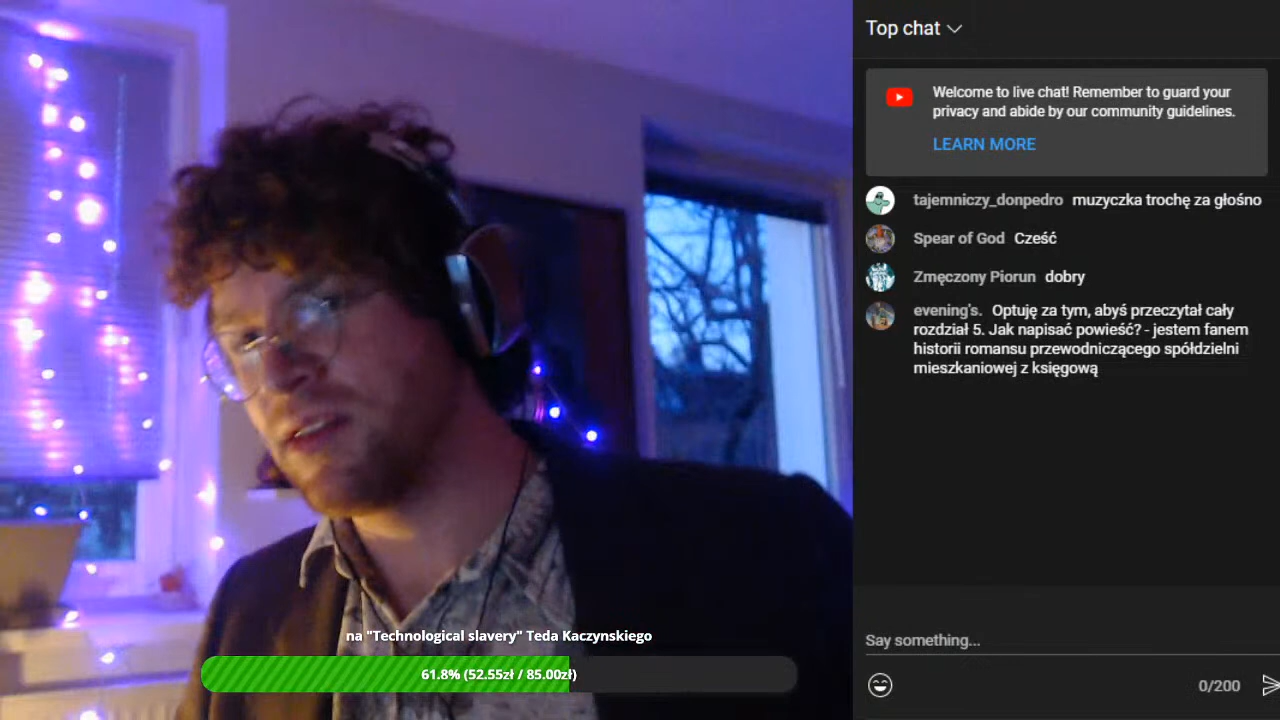 Top chat
Welcome to live chat! Remember to guard your
privacy and abide by our community guidelines.
LEARN MORE
tajemniczy_donpedro muzyczka trochę za głośno
Spear of God Cześć
Zmęczony Piorun dobry
evening's. Optuję za tym, abyś przeczytał cały
rozdział 5. Jak napisać powieść? - jestem fanem
historii romansu przewodniczącego spółdzielni
mieszkaniowej z księgową
na "Technological slavery" Teda Kaczynskiego
61.8% (52.55zł / 85.00zł)
Say something...
0/200